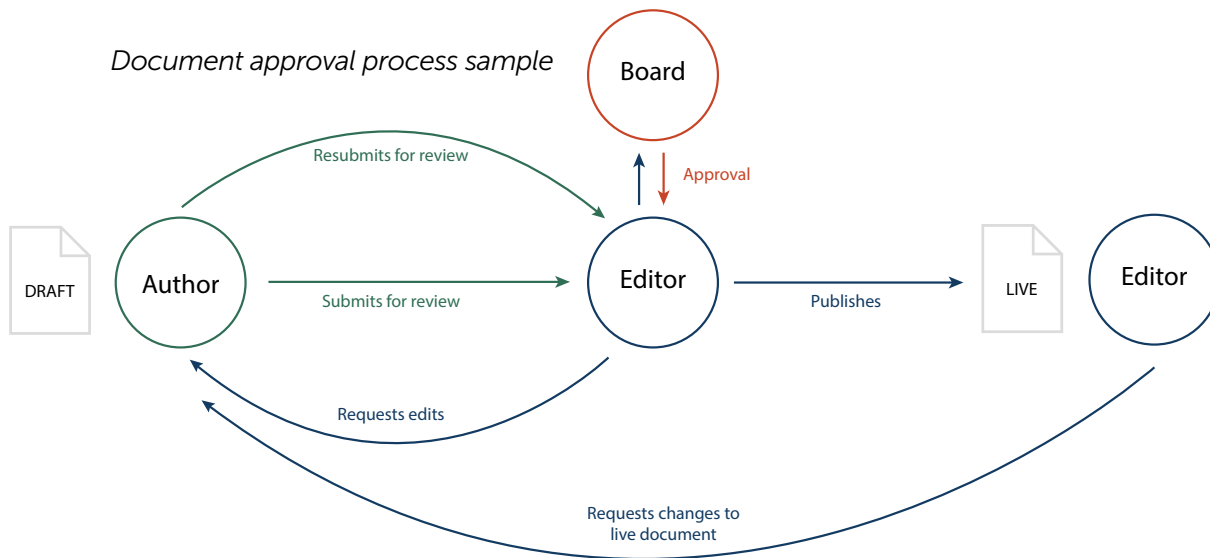 Document approval process sample
Board
Resubmits for review
Approval
DRAFT
Author
Submits for review
Editor
Publishes
LIVE
Editor
Requests edits
Requests changes to
live document